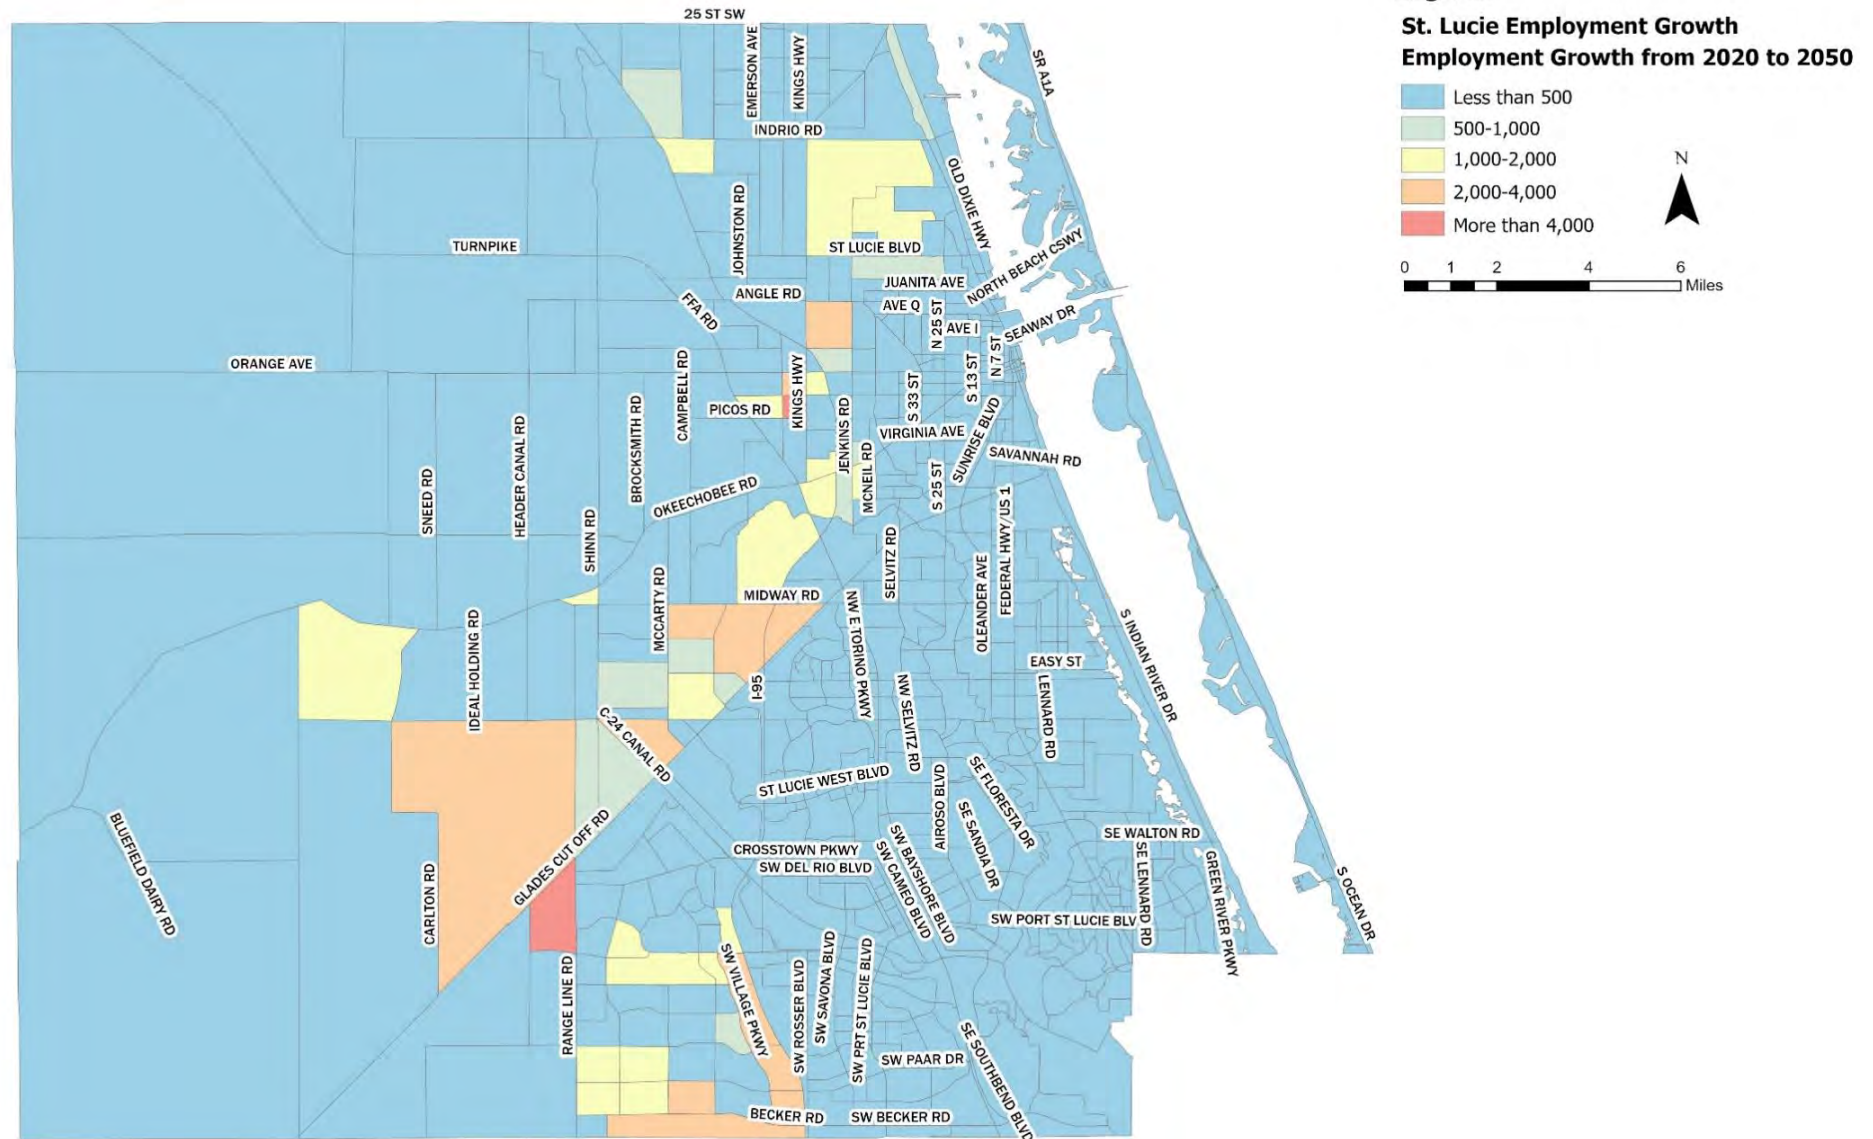 St. Lucie Employment Growth
Employment Growth from 2020 to 2050
Less than 500
500-1,000
1,000-2,000
2,000-4,000
More than 4,000
N
0 1 2 4 6
Miles
25 ST SW
EMERSON AVE
KINGS HWY
SR A1A
INDRIO RD
OLD DIXIE HWY
JOHNSTON RD
TURNPIKE
ST LUCIE BLVD
NORTH BEACH CSWY
JUANITA AVE
ANGLE RD
FFA RD
AVE Q
N 25 ST
AVE I
SEAWAY DR
N 7 ST
ORANGE AVE
CAMPBELL RD
KINGS HWY
S 13 ST
S 33 ST
PICOS RD
BROCKSMITH RD
JENKINS RD
SUNRISE BLVD
VIRGINIA AVE
HEADER CANAL RD
MCNEIL RD
SAVANNAH RD
SNEED RD
S 25 ST
OKEECHOBEE RD
SHINN RD
FEDERAL HWY/US 1
SELVITZ RD
OLEANDER AVE
MCCARTY RD
MIDWAY RD
NW E TORINO PKWY
IDEAL HOLDING RD
S INDIAN RIVER DR
EASY ST
I-95
NW SELVITZ RD
LENNARD RD
C-24 CANAL RD
ST LUCIE WEST BLVD
SE FLORESTA DR
AIROSO BLVD
SE SANDIA DR
BLUEFIELD DAIRY RD
GLADES CUT OFF RD
CROSSTOWN PKWY
SW DEL RIO BLVD
SW BAYSHORE BLVD
SW CAMEO BLVD
SE WALTON RD
SE LENNARD RD
GREEN RIVER PKWY
S OCEAN DR
CARLTON RD
SW PORT ST LUCIE BLV
RANGE LINE RD
SW VILLAGE PKWY
SW ROSSER BLVD
SW SAVONA BLVD
SW PRT ST LUCIE BLVD
SW PAAR DR
SE SOUTHBEND BLVD
BECKER RD
SW BECKER RD